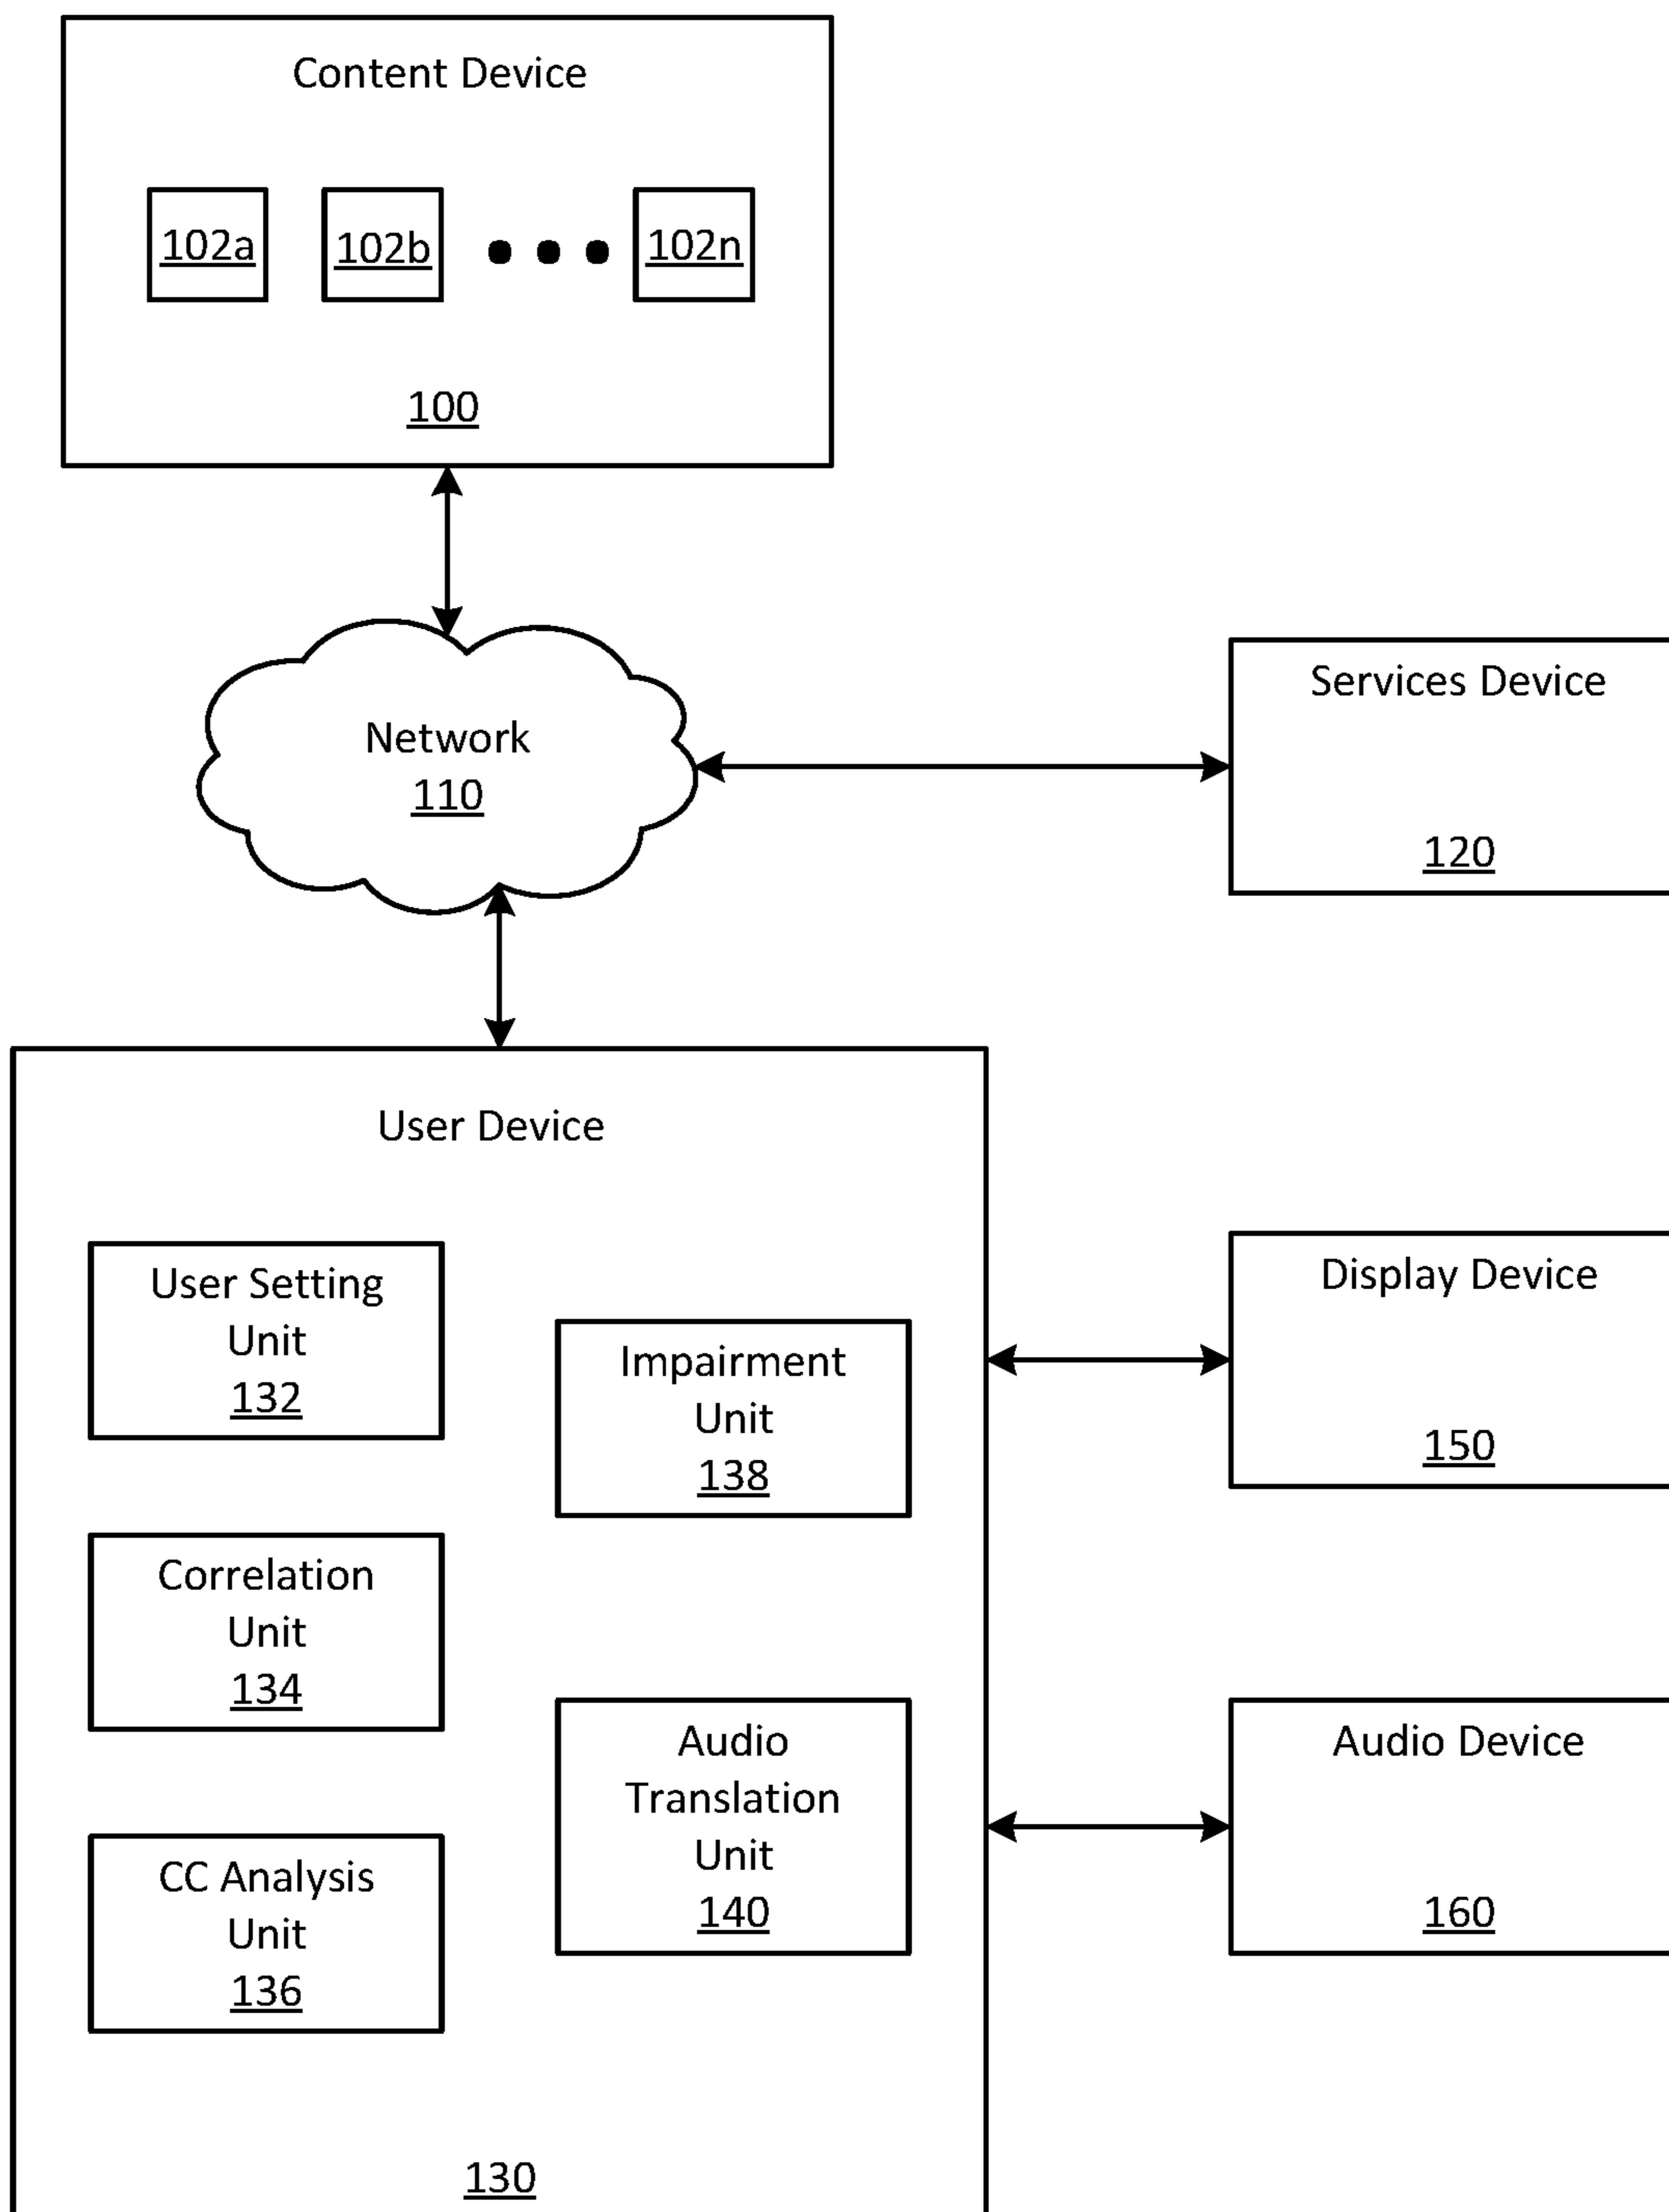 Content Device
102a
102b
102n
100
Network
110
Services Device
120
User Device
User Setting
Unit
132
Impairment
Unit
138
Correlation
Unit
134
Audio
Translation
Unit
140
CC Analysis
Unit
136
130
Display Device
150
Audio Device
160